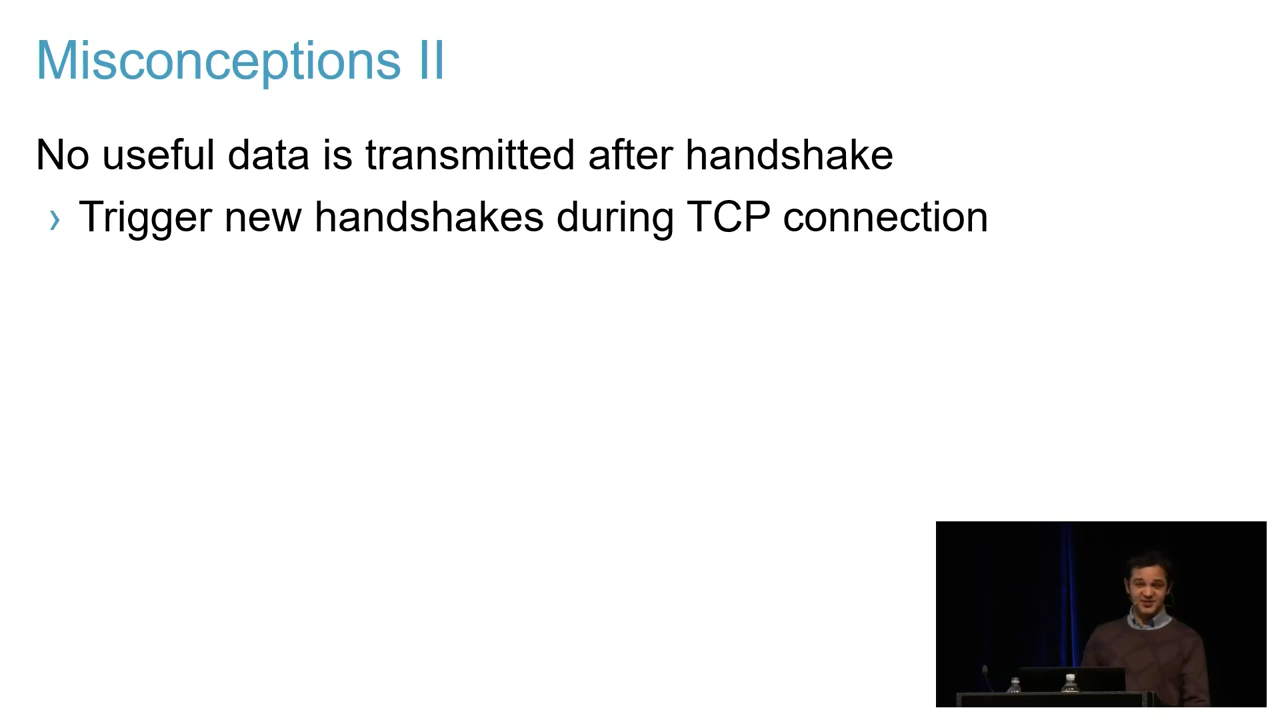 Misconceptions II
No useful data is transmitted after handshake
› Trigger new handshakes during TCP connection